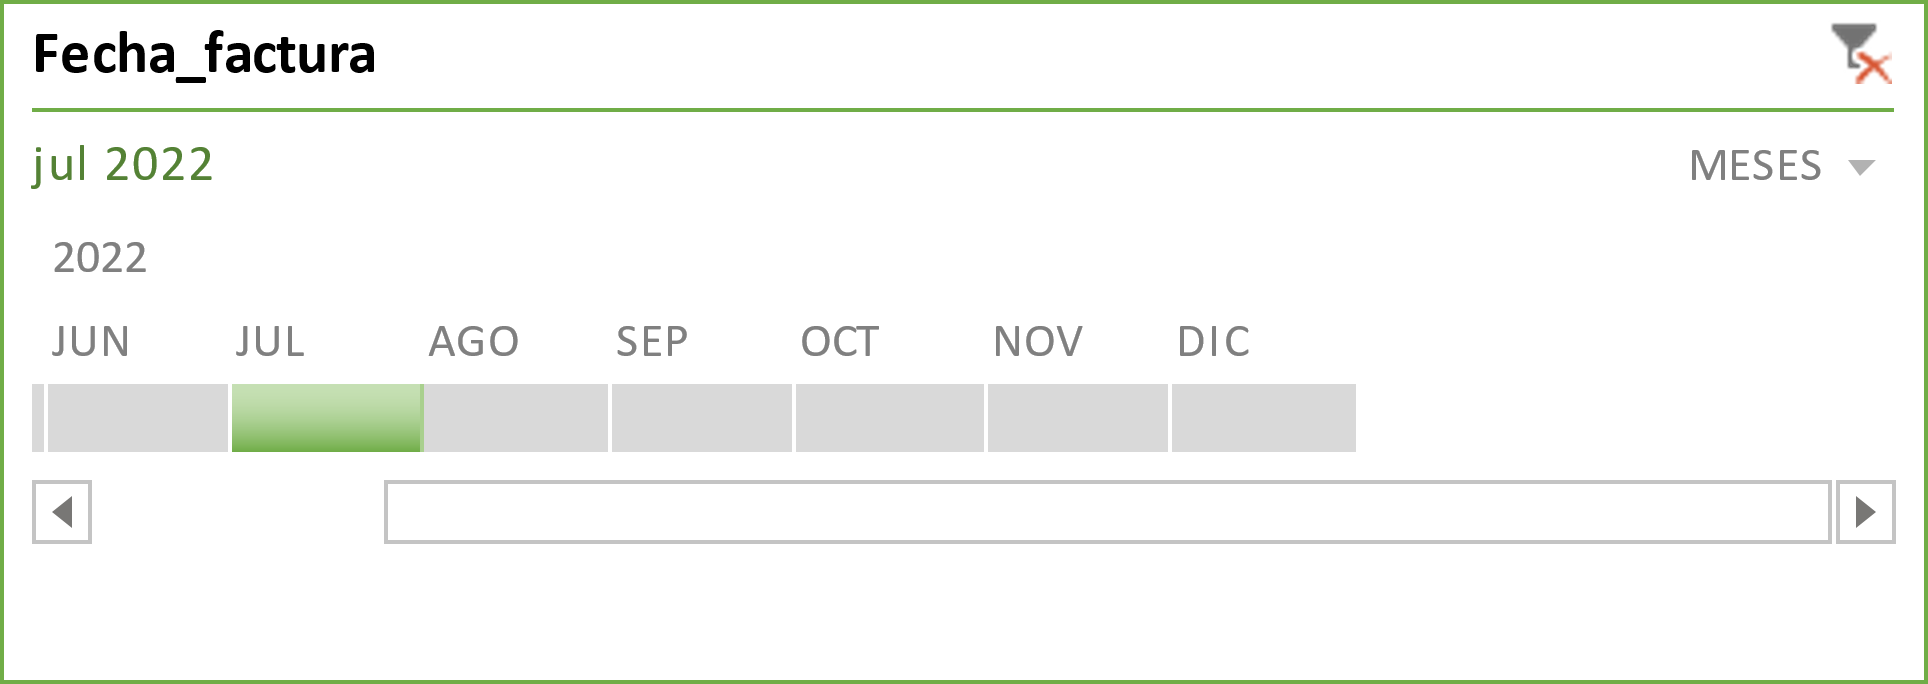 Fecha_factura
jul 2022
MESES
2022
JUN JUL AGO SEP OCT NOV DIC